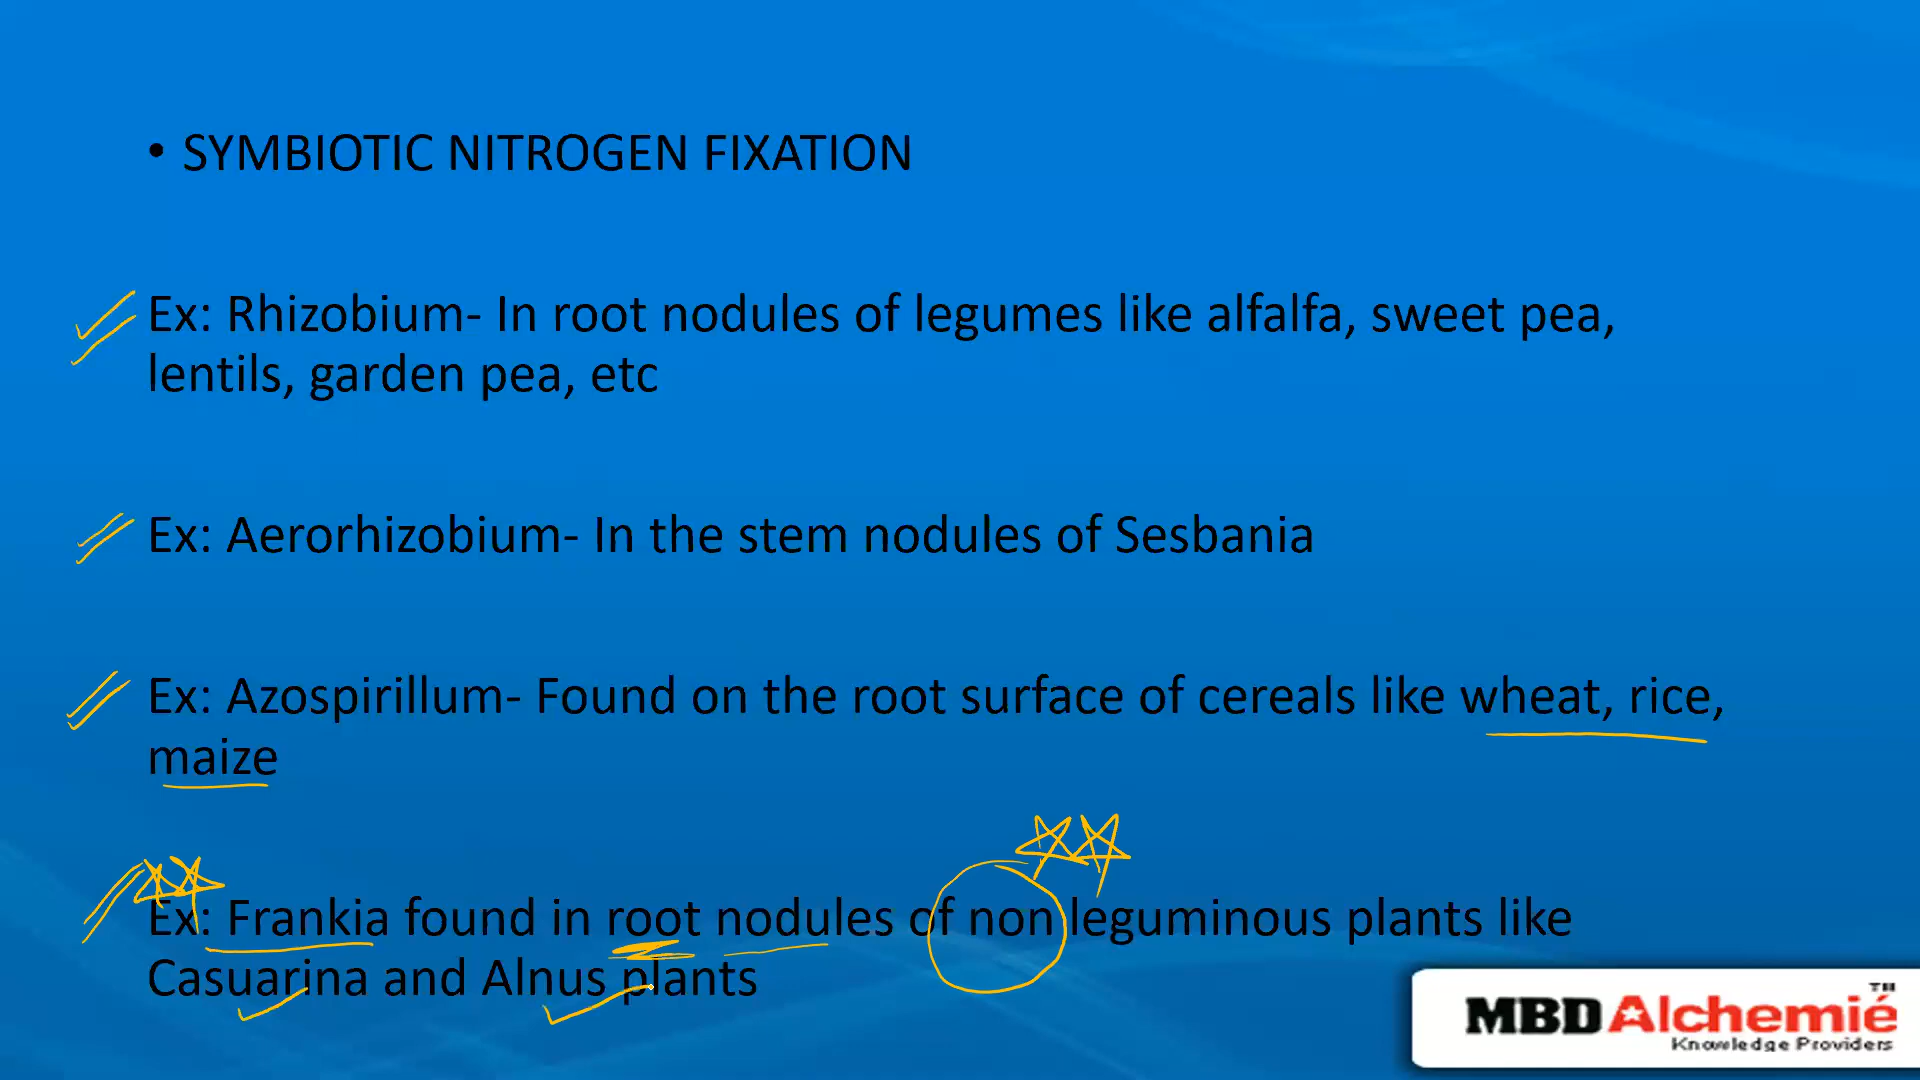 • SYMBIOTIC NITROGEN FIXATION
Ex: Rhizobium- In root nodules of legumes like alfalfa, sweet pea,
lentils, garden pea, etc
Ex: Aerorhizobium- In the stem nodules of Sesbania
Ex: Azospirillum- Found on the root surface of cereals like wheat, rice,
maize
Ex: Frankia found in root nodules of non leguminous plants like
Casuarina and Alnus plants
MBD Alchemié TM
Knowledge Providers